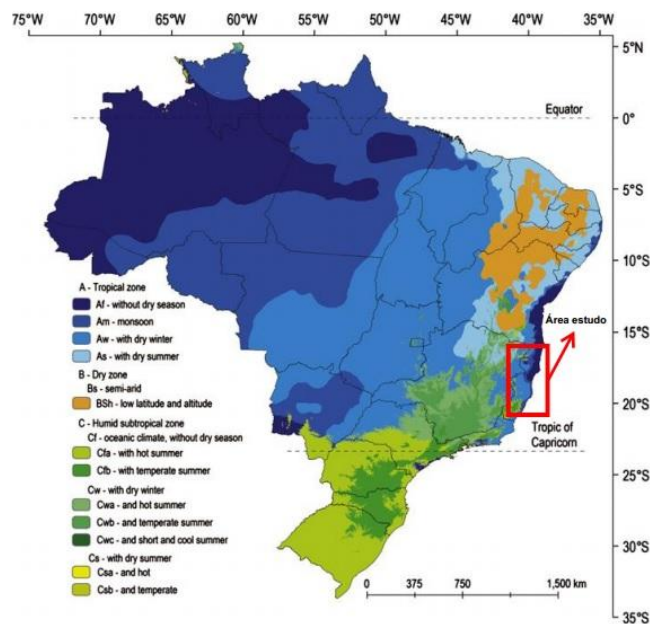 75°W 70°W 65°W 60°W 55°W 50°W 45°W 40°W 35°W
5°N
Equator
0°
5°S
10°S
A - Tropical zone
Af - without dry season
Am - monsoon
Aw - with dry winter
As - with dry summer
B - Dry zone
Bs - semi-arid
BSh - low latitude and altitude
C - Humid subtropical zone
Cf - oceanic climate, without dry season
Cfa - with hot summer
Cfb - with temperate summer
Cw - with dry winter
Cwa - and hot summer
Cwb - and temperate summer
Cwc - and short and cool summer
Cs - with dry summer
Csa - and hot
Csb - and temperate
Área estudo
15°S
20°S
Tropic of
Capricorn
25°S
30°S
0 375 750 1,500 km
35°S